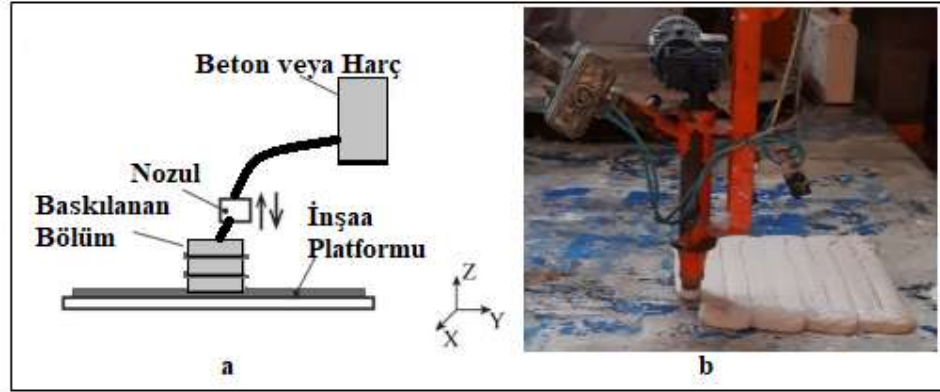 Beton veya Harç
Nozul
Baskılanan
Bölüm
İnşaa
Platformu
Z
Y
X
a
b